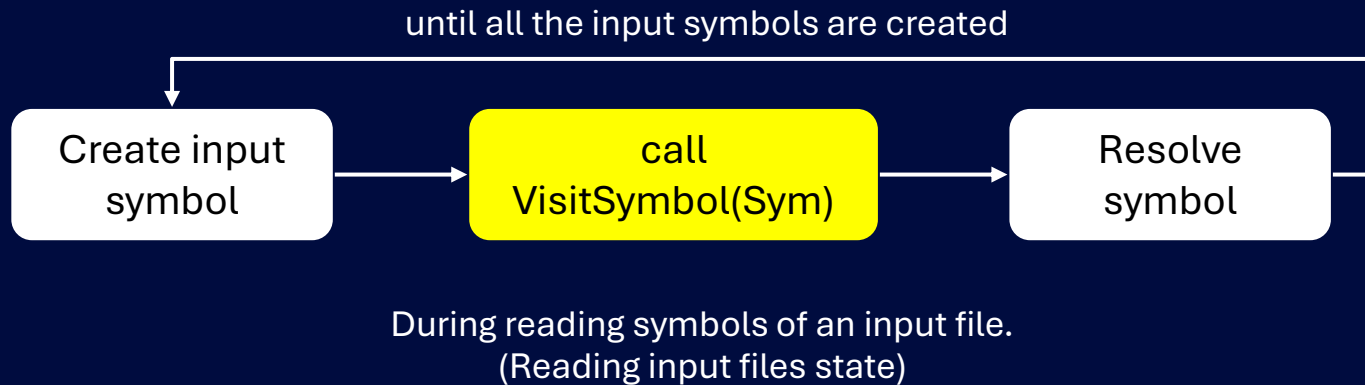 until all the input symbols are created
Create input
symbol
call
VisitSymbol(Sym)
Resolve
symbol
During reading symbols of an input file.
(Reading input files state)